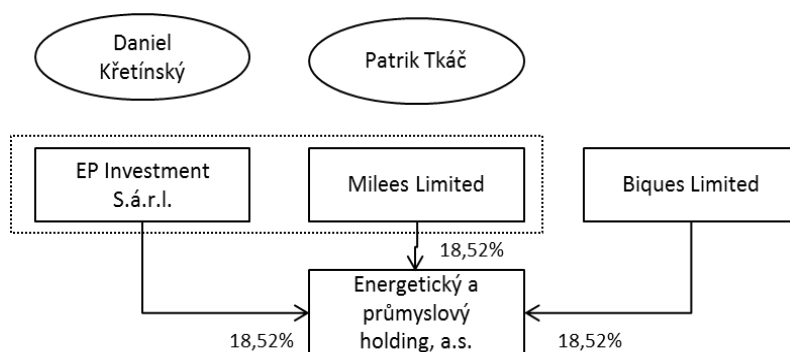 Daniel
Křetínský
Patrik Tkáč
EP Investment
S.á.r.l.
Milees Limited
Biques Limited
18,52%
Energetický a
průmyslový
holding, a.s.
18,52%
18,52%